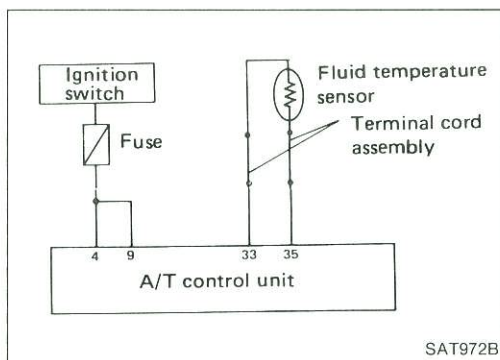 Ignition
switch
Fuse
Fluid temperature
sensor
Terminal cord
assembly
4 9 33 35
A/T control unit
SAT972B